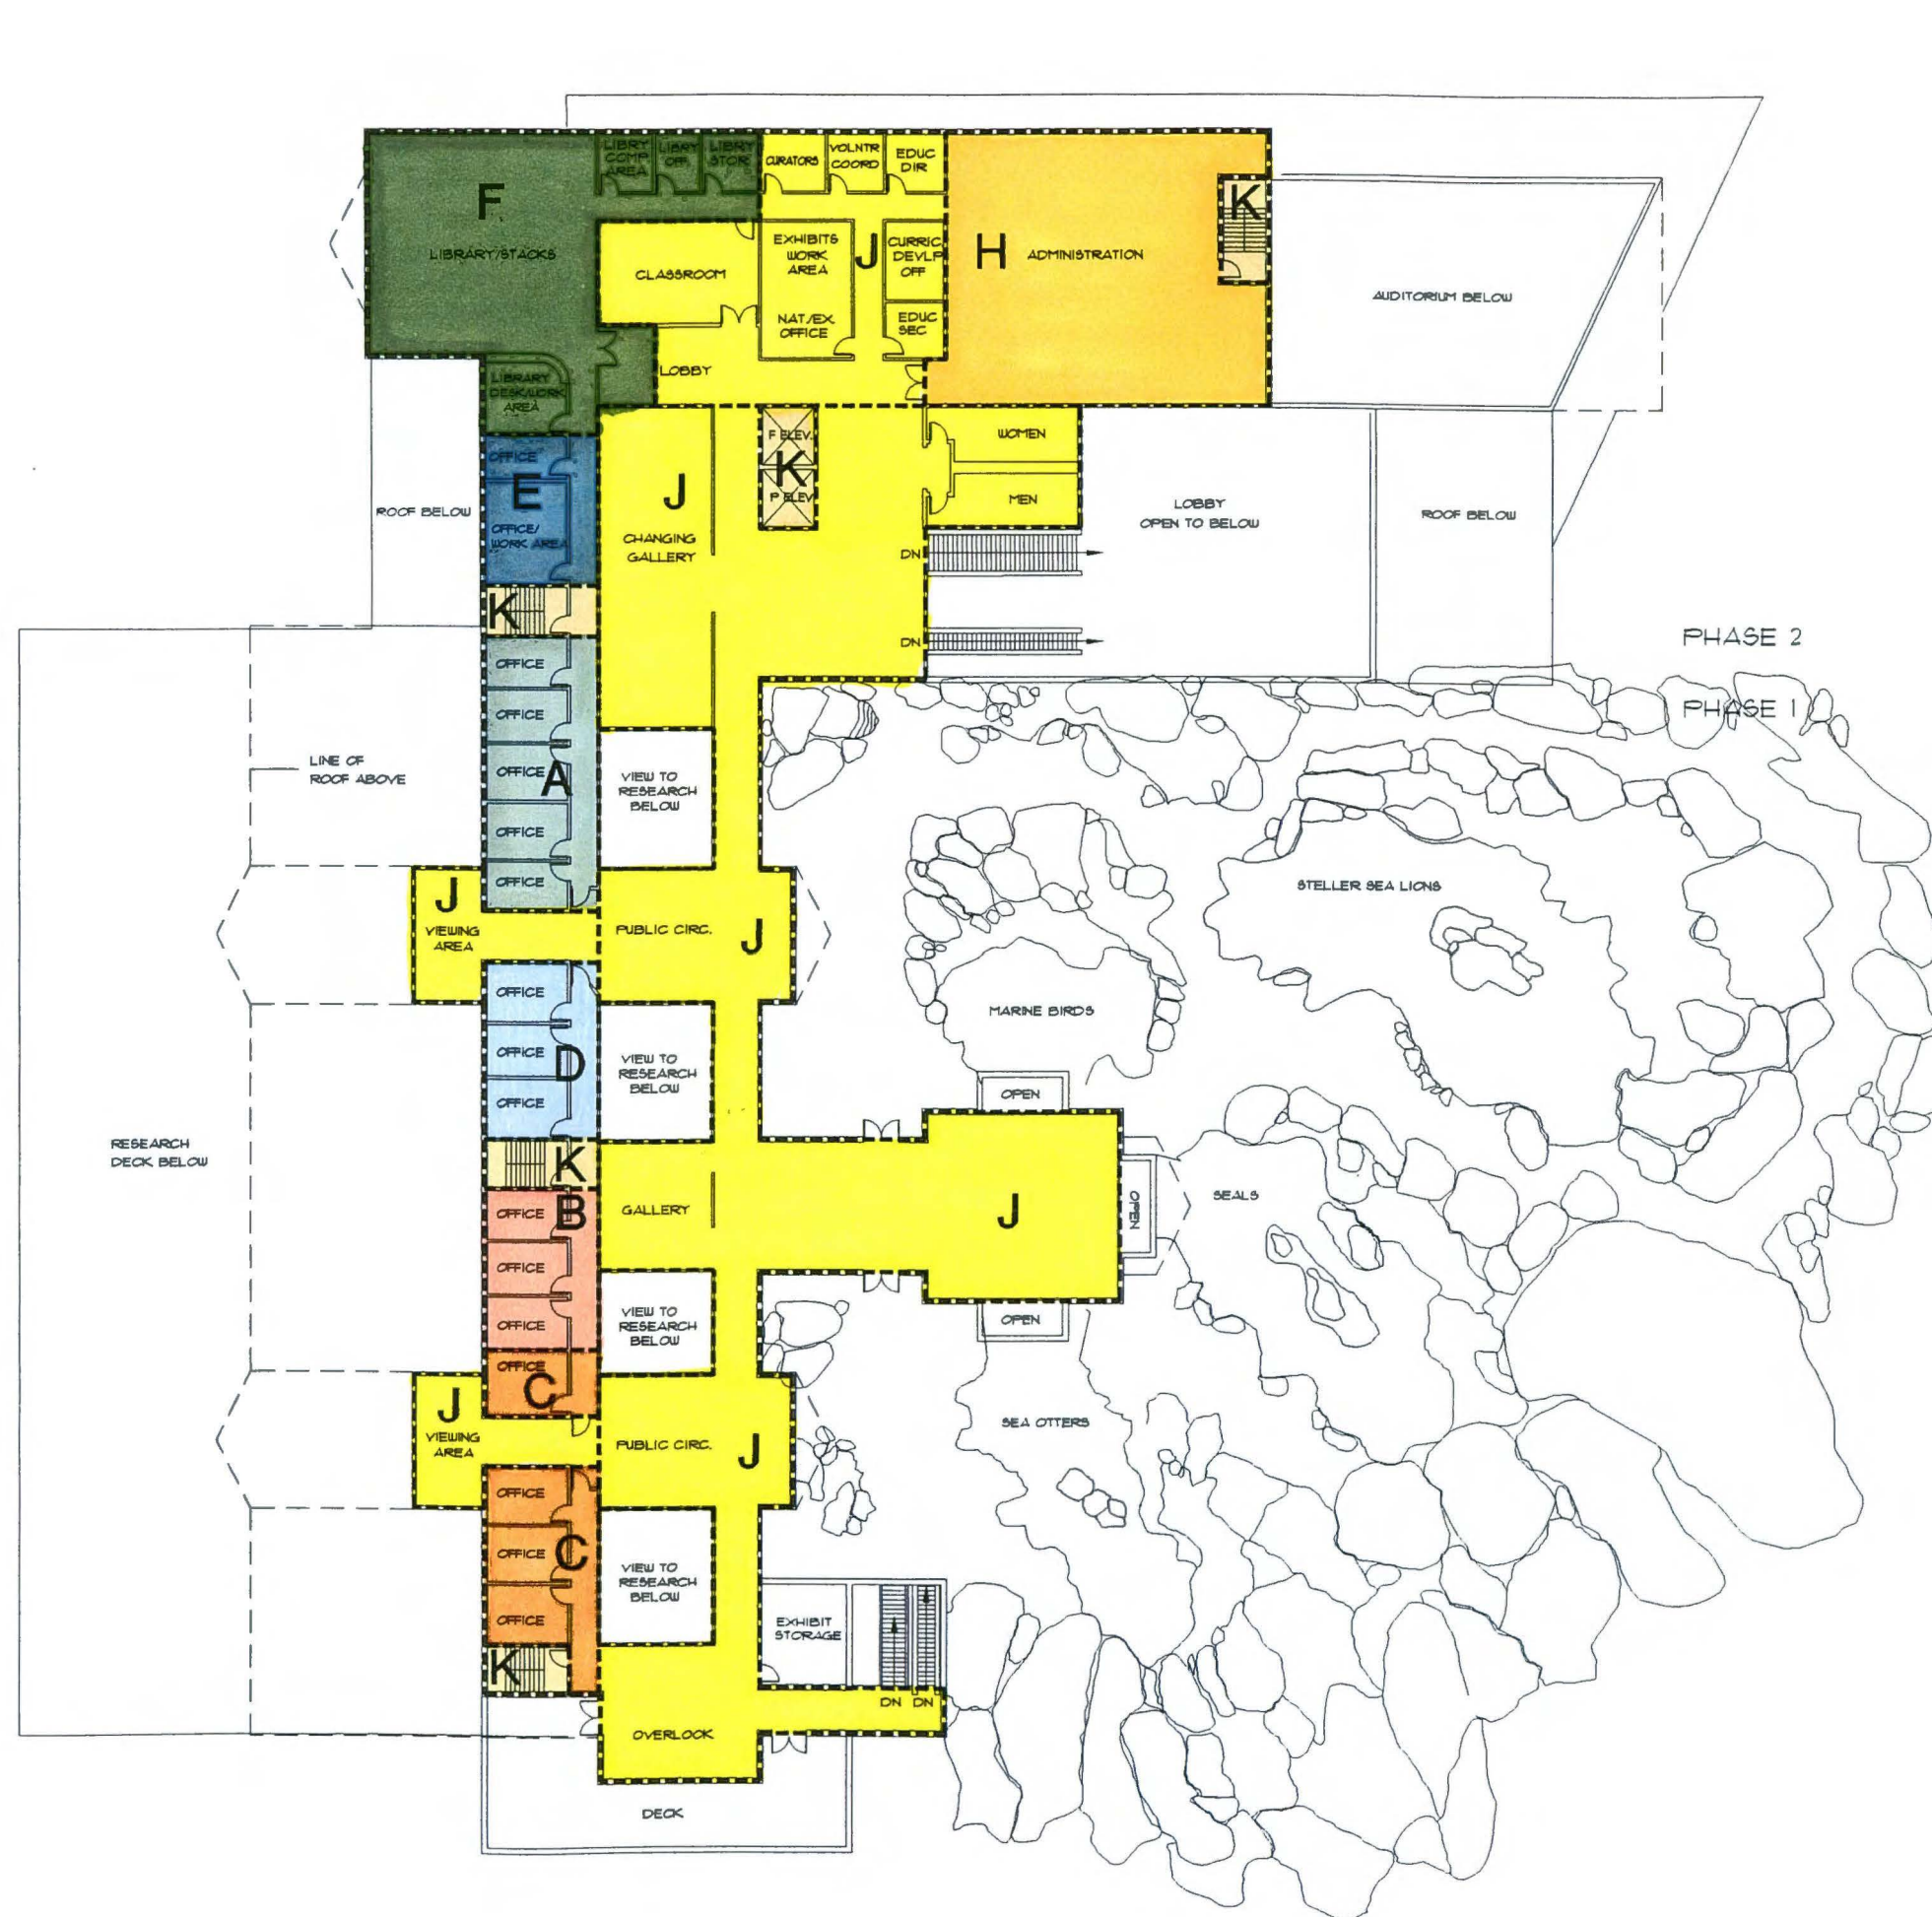 LIBRY
COMP
AREA
LIBRY
OFF.
LIBRY
STOR
CURATORS
VOLNTR
COORD
EDUC
DIR
F
LIBRARY/STACKS
CLASSROOM
EXHIBITS
WORK
AREA
NAT./EX.
OFFICE
J
CURRIC
DEVLP
OFF
EDUC
SEC
H
ADMINISTRATION
K
AUDITORIUM BELOW
LOBBY
LIBRARY
DESK/WORK
AREA
OFFICE
E
OFFICE/
WORK AREA
ROOF BELOW
J
CHANGING
GALLERY
F ELEV.
K
P ELEV
WOMEN
MEN
DN
DN
LOBBY
OPEN TO BELOW
ROOF BELOW
K
PHASE 2
PHASE 1
OFFICE
OFFICE
OFFICE
A
OFFICE
OFFICE
LINE OF
ROOF ABOVE
VIEW TO
RESEARCH
BELOW
STELLER SEA LIONS
J
VIEWING
AREA
PUBLIC CIRC.
J
OFFICE
OFFICE
D
OFFICE
VIEW TO
RESEARCH
BELOW
MARINE BIRDS
OPEN
RESEARCH
DECK BELOW
K
B
OFFICE
OFFICE
OFFICE
GALLERY
J
OPEN
SEALS
OPEN
VIEW TO
RESEARCH
BELOW
OFFICE
C
J
VIEWING
AREA
PUBLIC CIRC.
J
SEA OTTERS
OFFICE
OFFICE
C
OFFICE
VIEW TO
RESEARCH
BELOW
EXHIBIT
STORAGE
K
DN DN
OVERLOOK
DECK